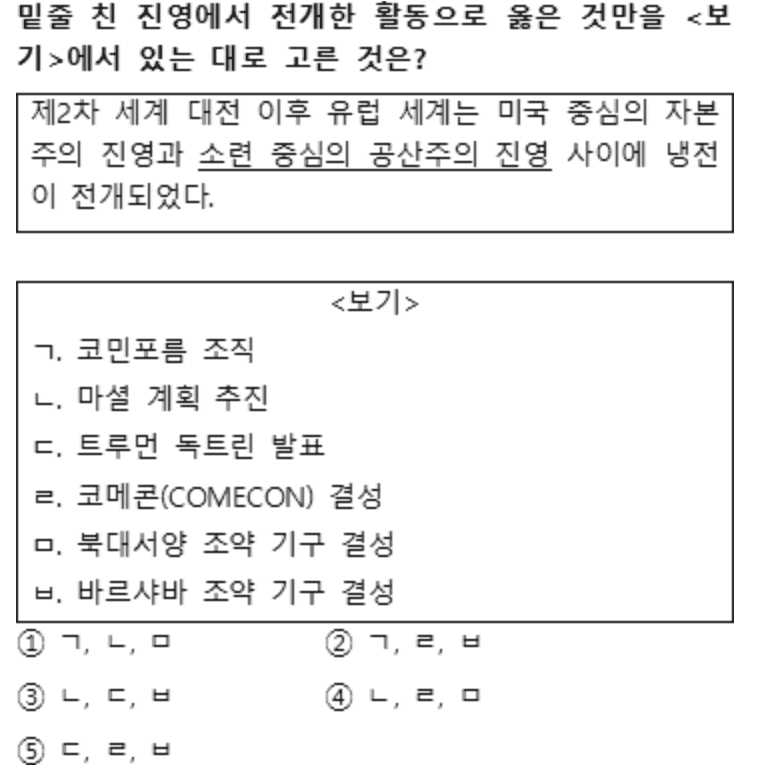 밑줄 친 진영에서 전개한 활동으로 옳은 것만을 <보
기>에서 있는 대로 고른 것은?
제2차 세계 대전 이후 유럽 세계는 미국 중심의 자본
주의 진영과 소련 중심의 공산주의 진영 사이에 냉전
이 전개되었다.
<보기>
ㄱ. 코민포름 조직
ㄴ. 마셜 계획 추진
ㄷ. 트루먼 독트린 발표
ㄹ. 코메콘(COMECON) 결성
ㅁ. 북대서양 조약 기구 결성
ㅂ. 바르샤바 조약 기구 결성
① ㄱ, ㄴ, ㅁ ② ㄱ, ㄹ, ㅂ
③ ㄴ, ㄷ, ㅂ ④ ㄴ, ㄹ, ㅁ
⑤ ㄷ, ㄹ, ㅂ